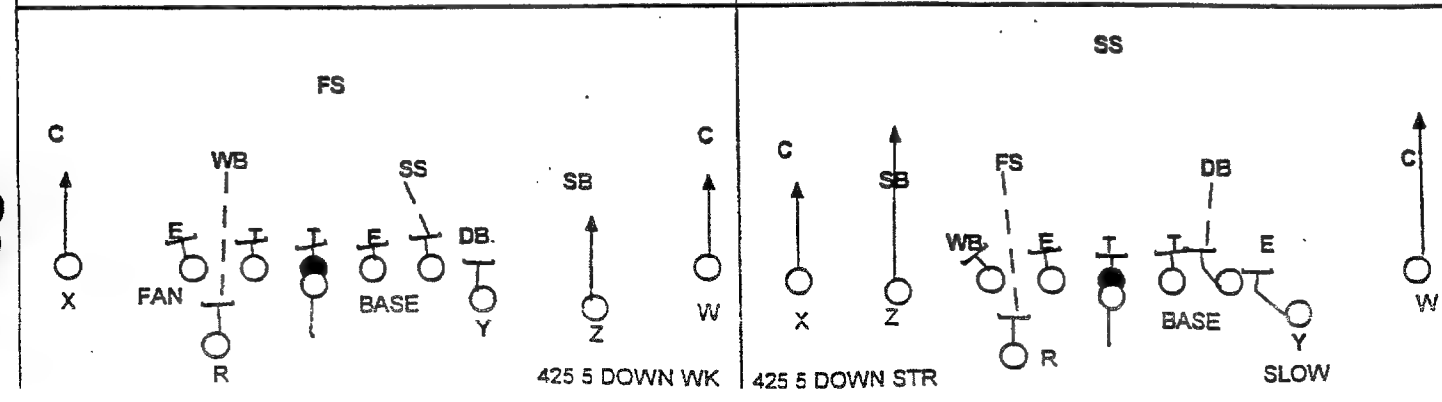 FS
C
WB
SS
SB
C
E T T E DB.
X
FAN
BASE
R
Y
Z
W
425 5 DOWN WK
SS
C
SB
FS
DB
C
WB E T T E
X
Z
R
BASE
Y
W
SLOW
425 5 DOWN STR